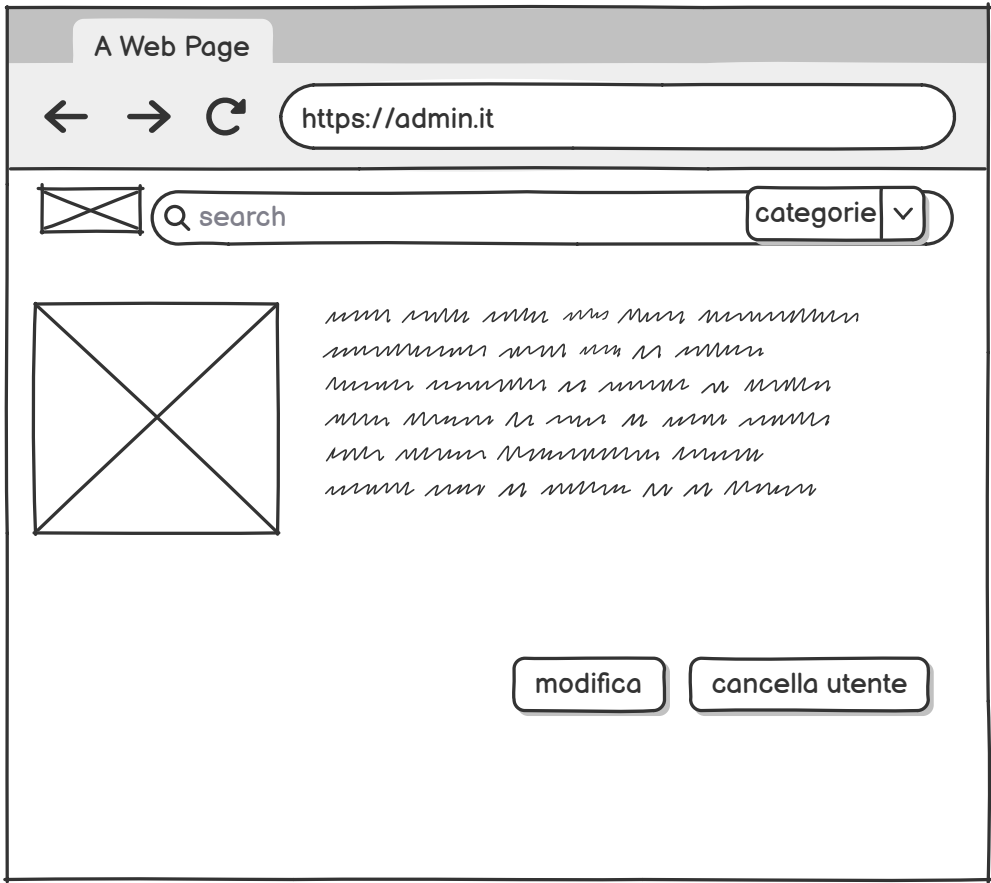 A Web Page
https://admin.it
search
categorie
modifica
cancella utente